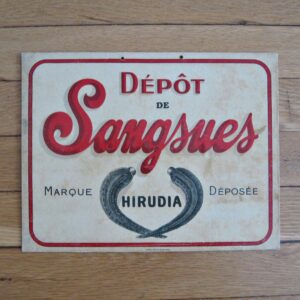 DÉPÔT
DE
Sangsues
MARQUE DÉPOSÉE
HIRUDIA